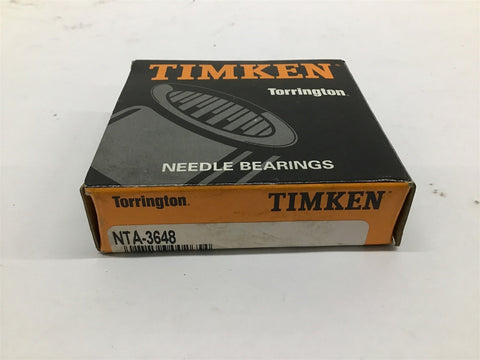 TIMKEN
Torrington
NEEDLE BEARINGS
Torrington. TIMKEN
NTA-3648